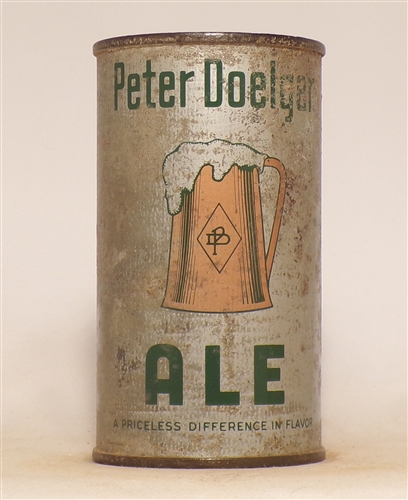 Peter Doelger
PD
ALE
A PRICELESS DIFFERENCE IN FLAVOR